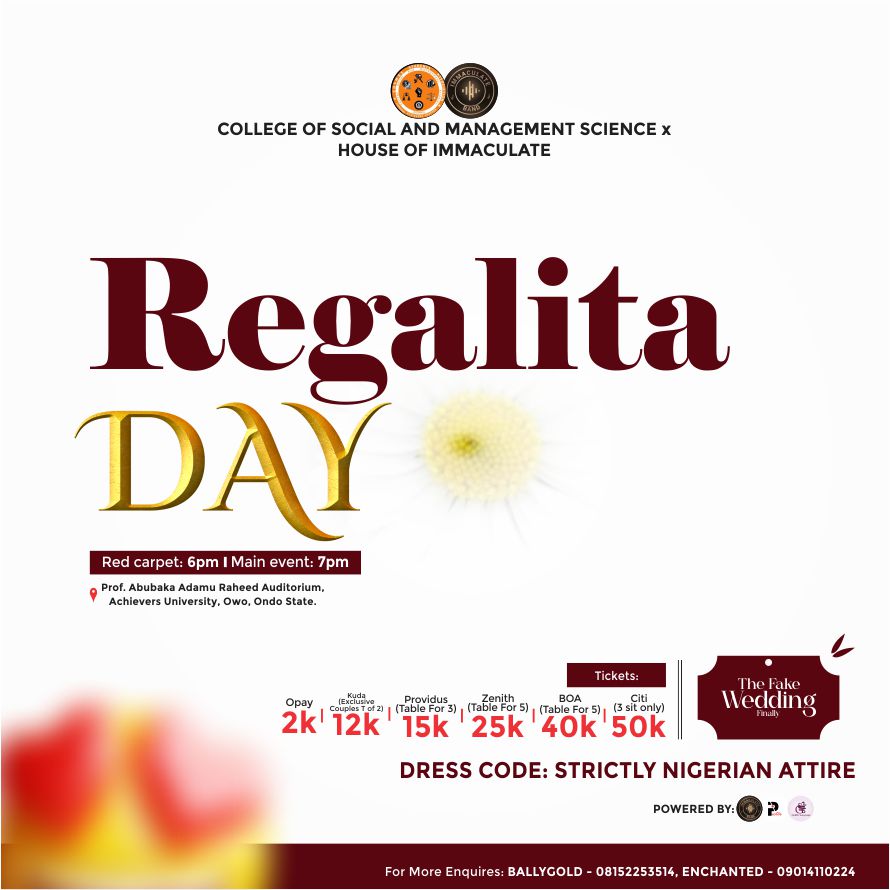 IMMACULATE
BAND
COLLEGE OF SOCIAL AND MANAGEMENT SCIENCE x
HOUSE OF IMMACULATE
Regalita
DAY
Red carpet: 6pm I Main event: 7pm
Prof. Abubaka Adamu Raheed Auditorium,
Achievers University, Owo, Ondo State.
Tickets:
Opay
2k
Kuda
(Exclusive
Couples T of 2)
12k
Providus
(Table For 3)
15k
Zenith
(Table For 5)
25k
BOA
(Table For 5)
40k
Citi
(3 sit only)
50k
The Fake
Wedding
Finally
DRESS CODE: STRICTLY NIGERIAN ATTIRE
POWERED BY:
For More Enquires: BALLYGOLD - 08152253514, ENCHANTED - 09014110224